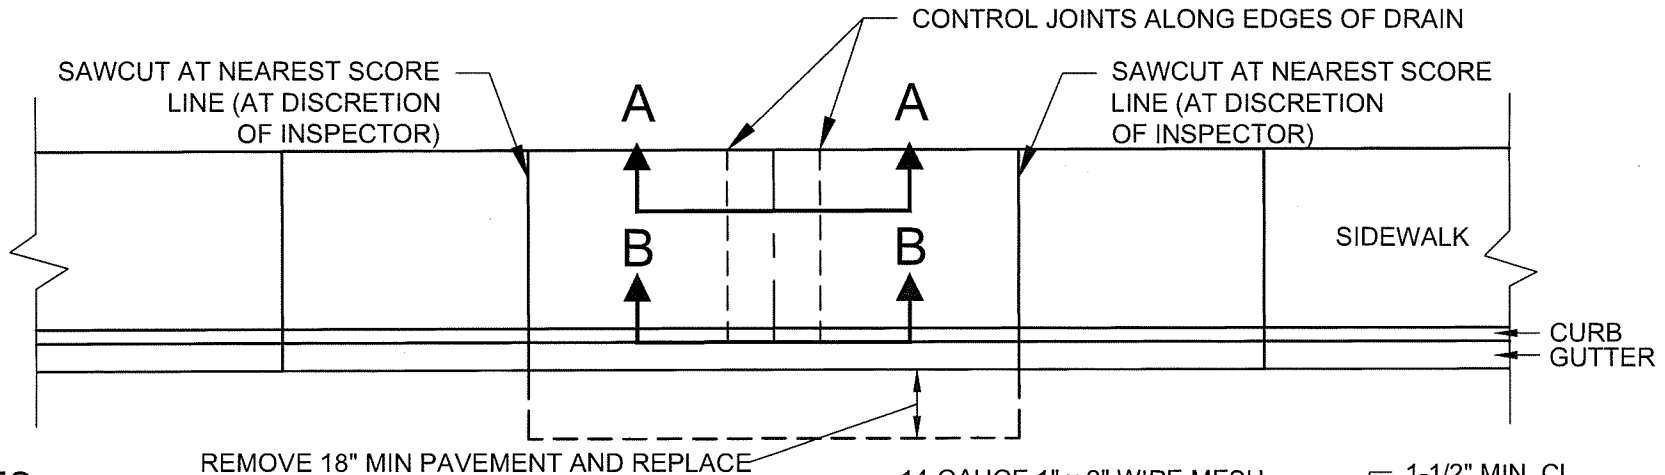 CONTROL JOINTS ALONG EDGES OF DRAIN
SAWCUT AT NEAREST SCORE
LINE (AT DISCRETION
OF INSPECTOR)
SAWCUT AT NEAREST SCORE
LINE (AT DISCRETION
OF INSPECTOR)
A
A
B
B
SIDEWALK
CURB
GUTTER
REMOVE 18" MIN PAVEMENT AND REPLACE